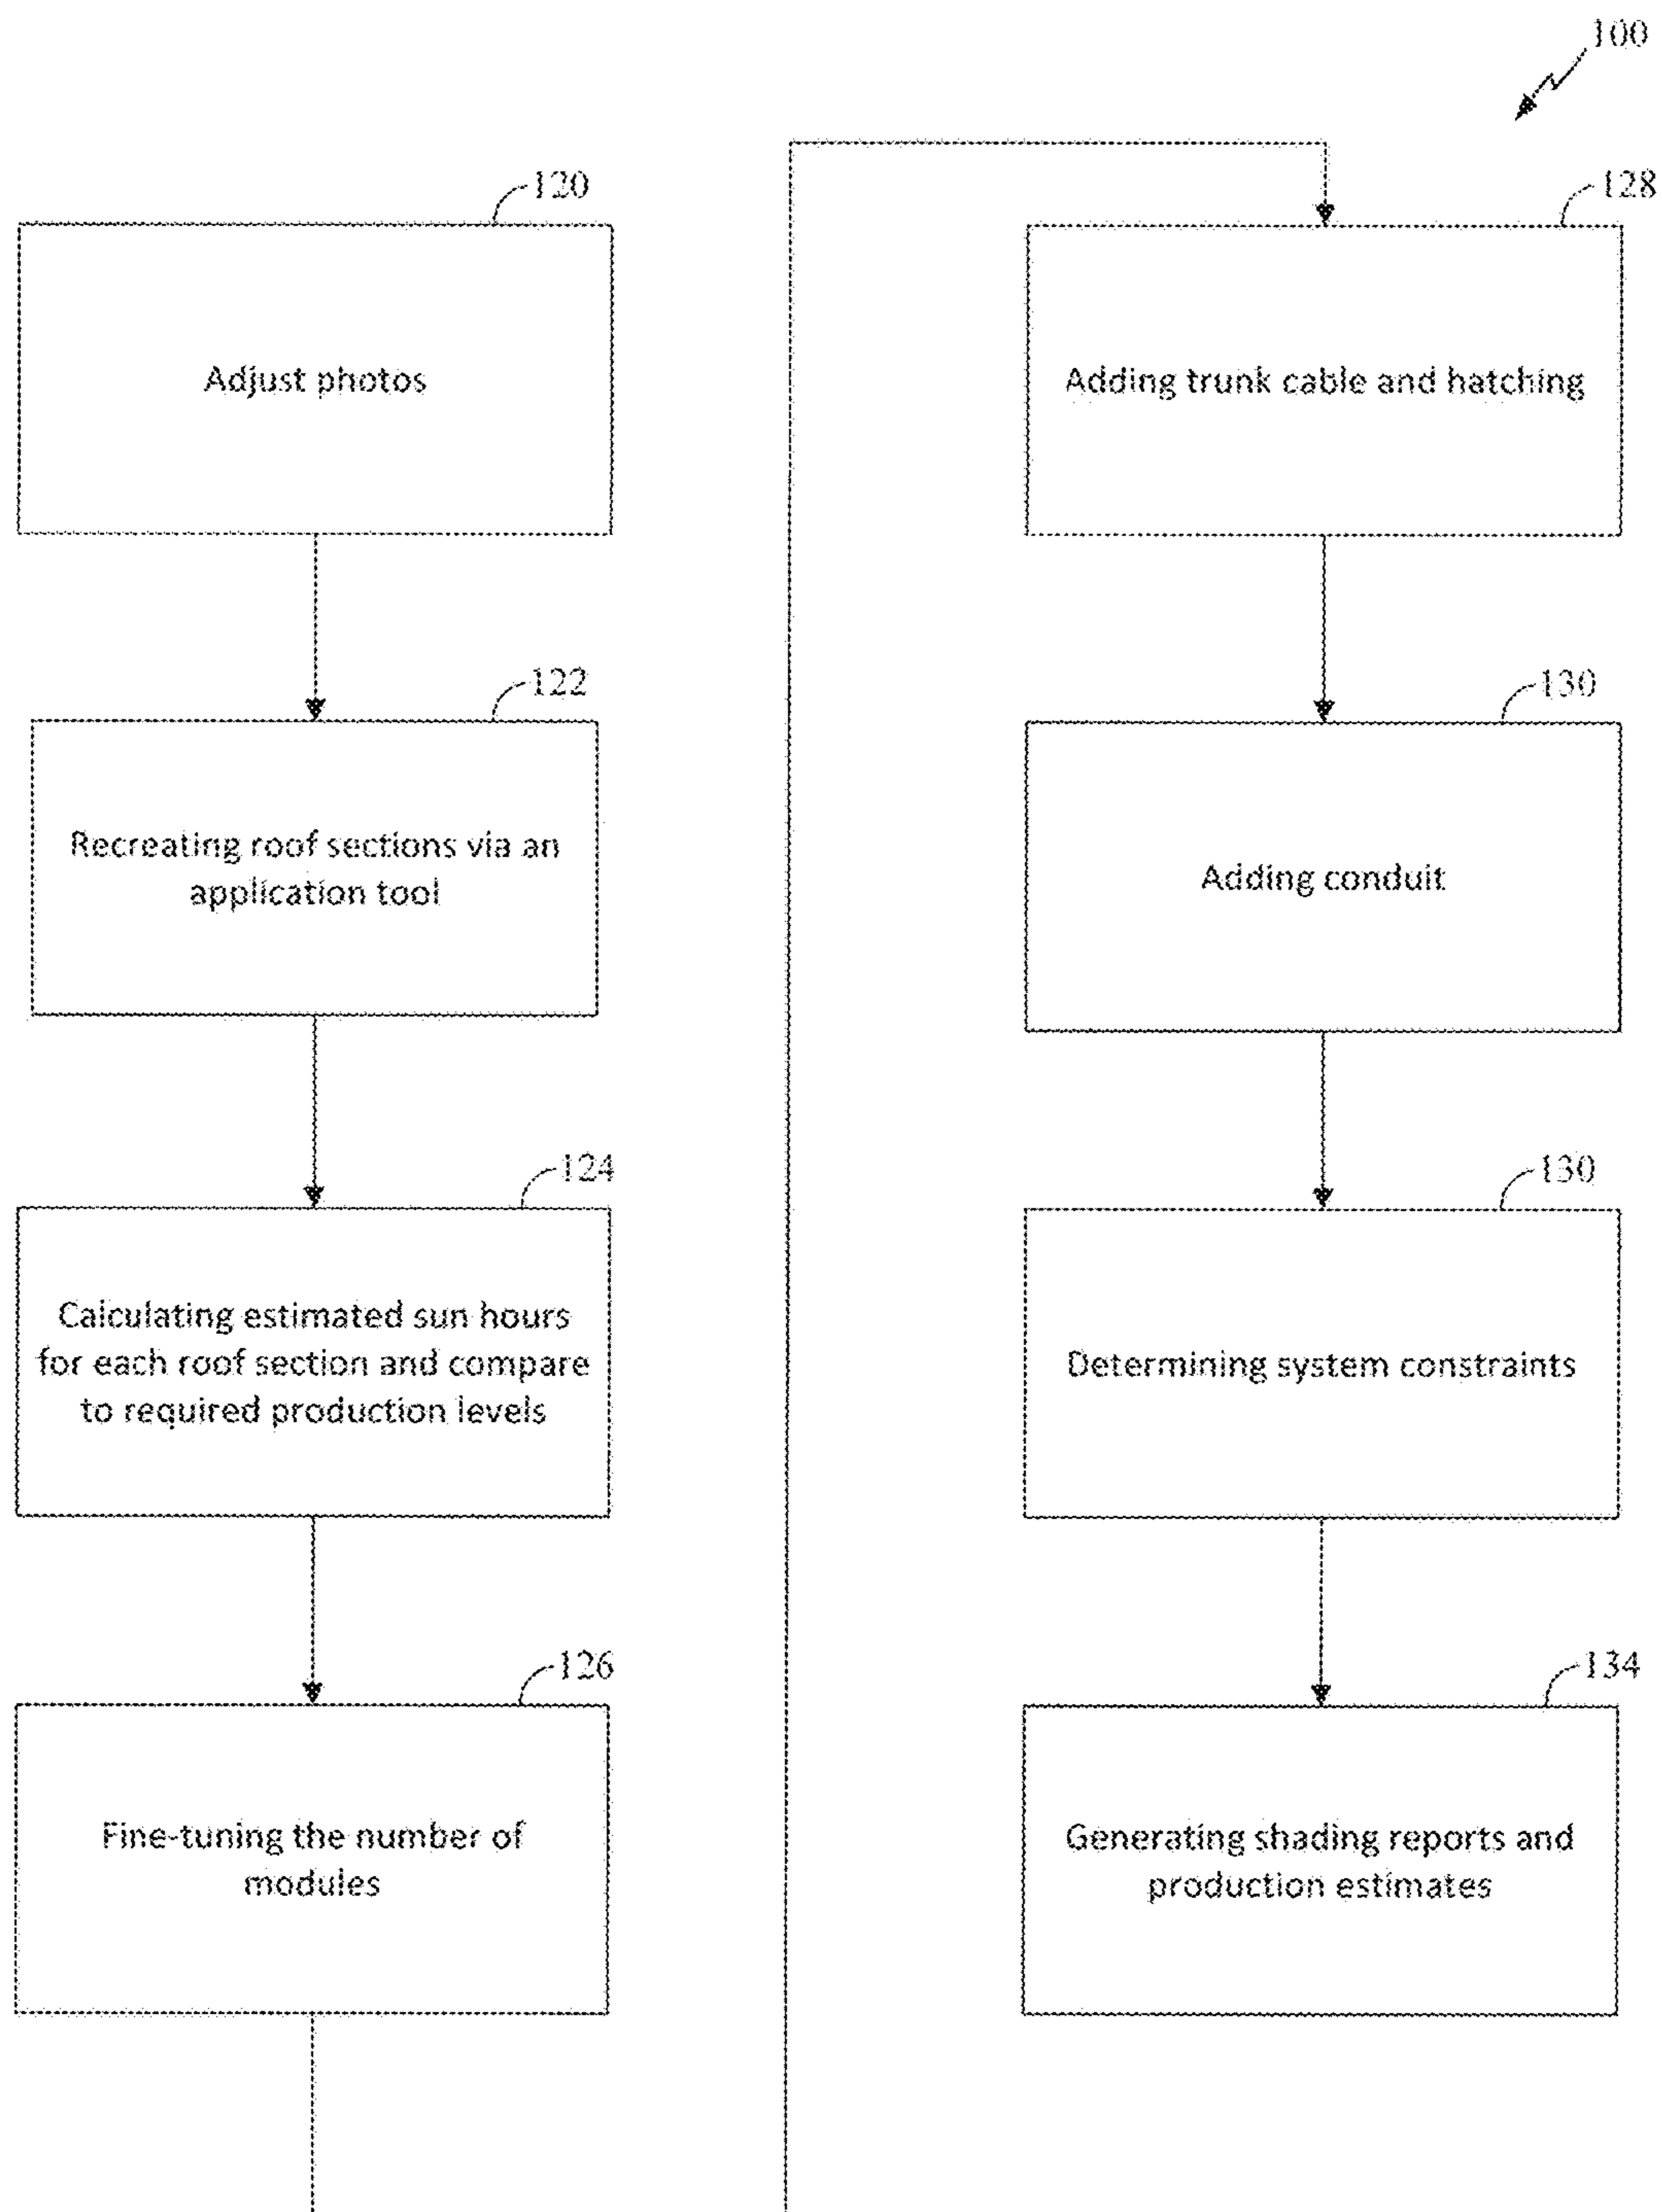 100
120
Adjust photos
122
Recreating roof sections via an
application tool
124
Calculating estimated sun hours
for each roof section and compare
to required production levels
126
Fine-tuning the number of
modules
128
Adding trunk cable and hatching
130
Adding conduit
130
Determining system constraints
134
Generating shading reports and
production estimates